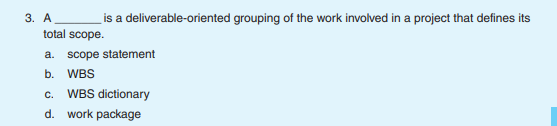 3. A ________ is a deliverable-oriented grouping of the work involved in a project that defines its
total scope.
a. scope statement
b. WBS
c. WBS dictionary
d. work package